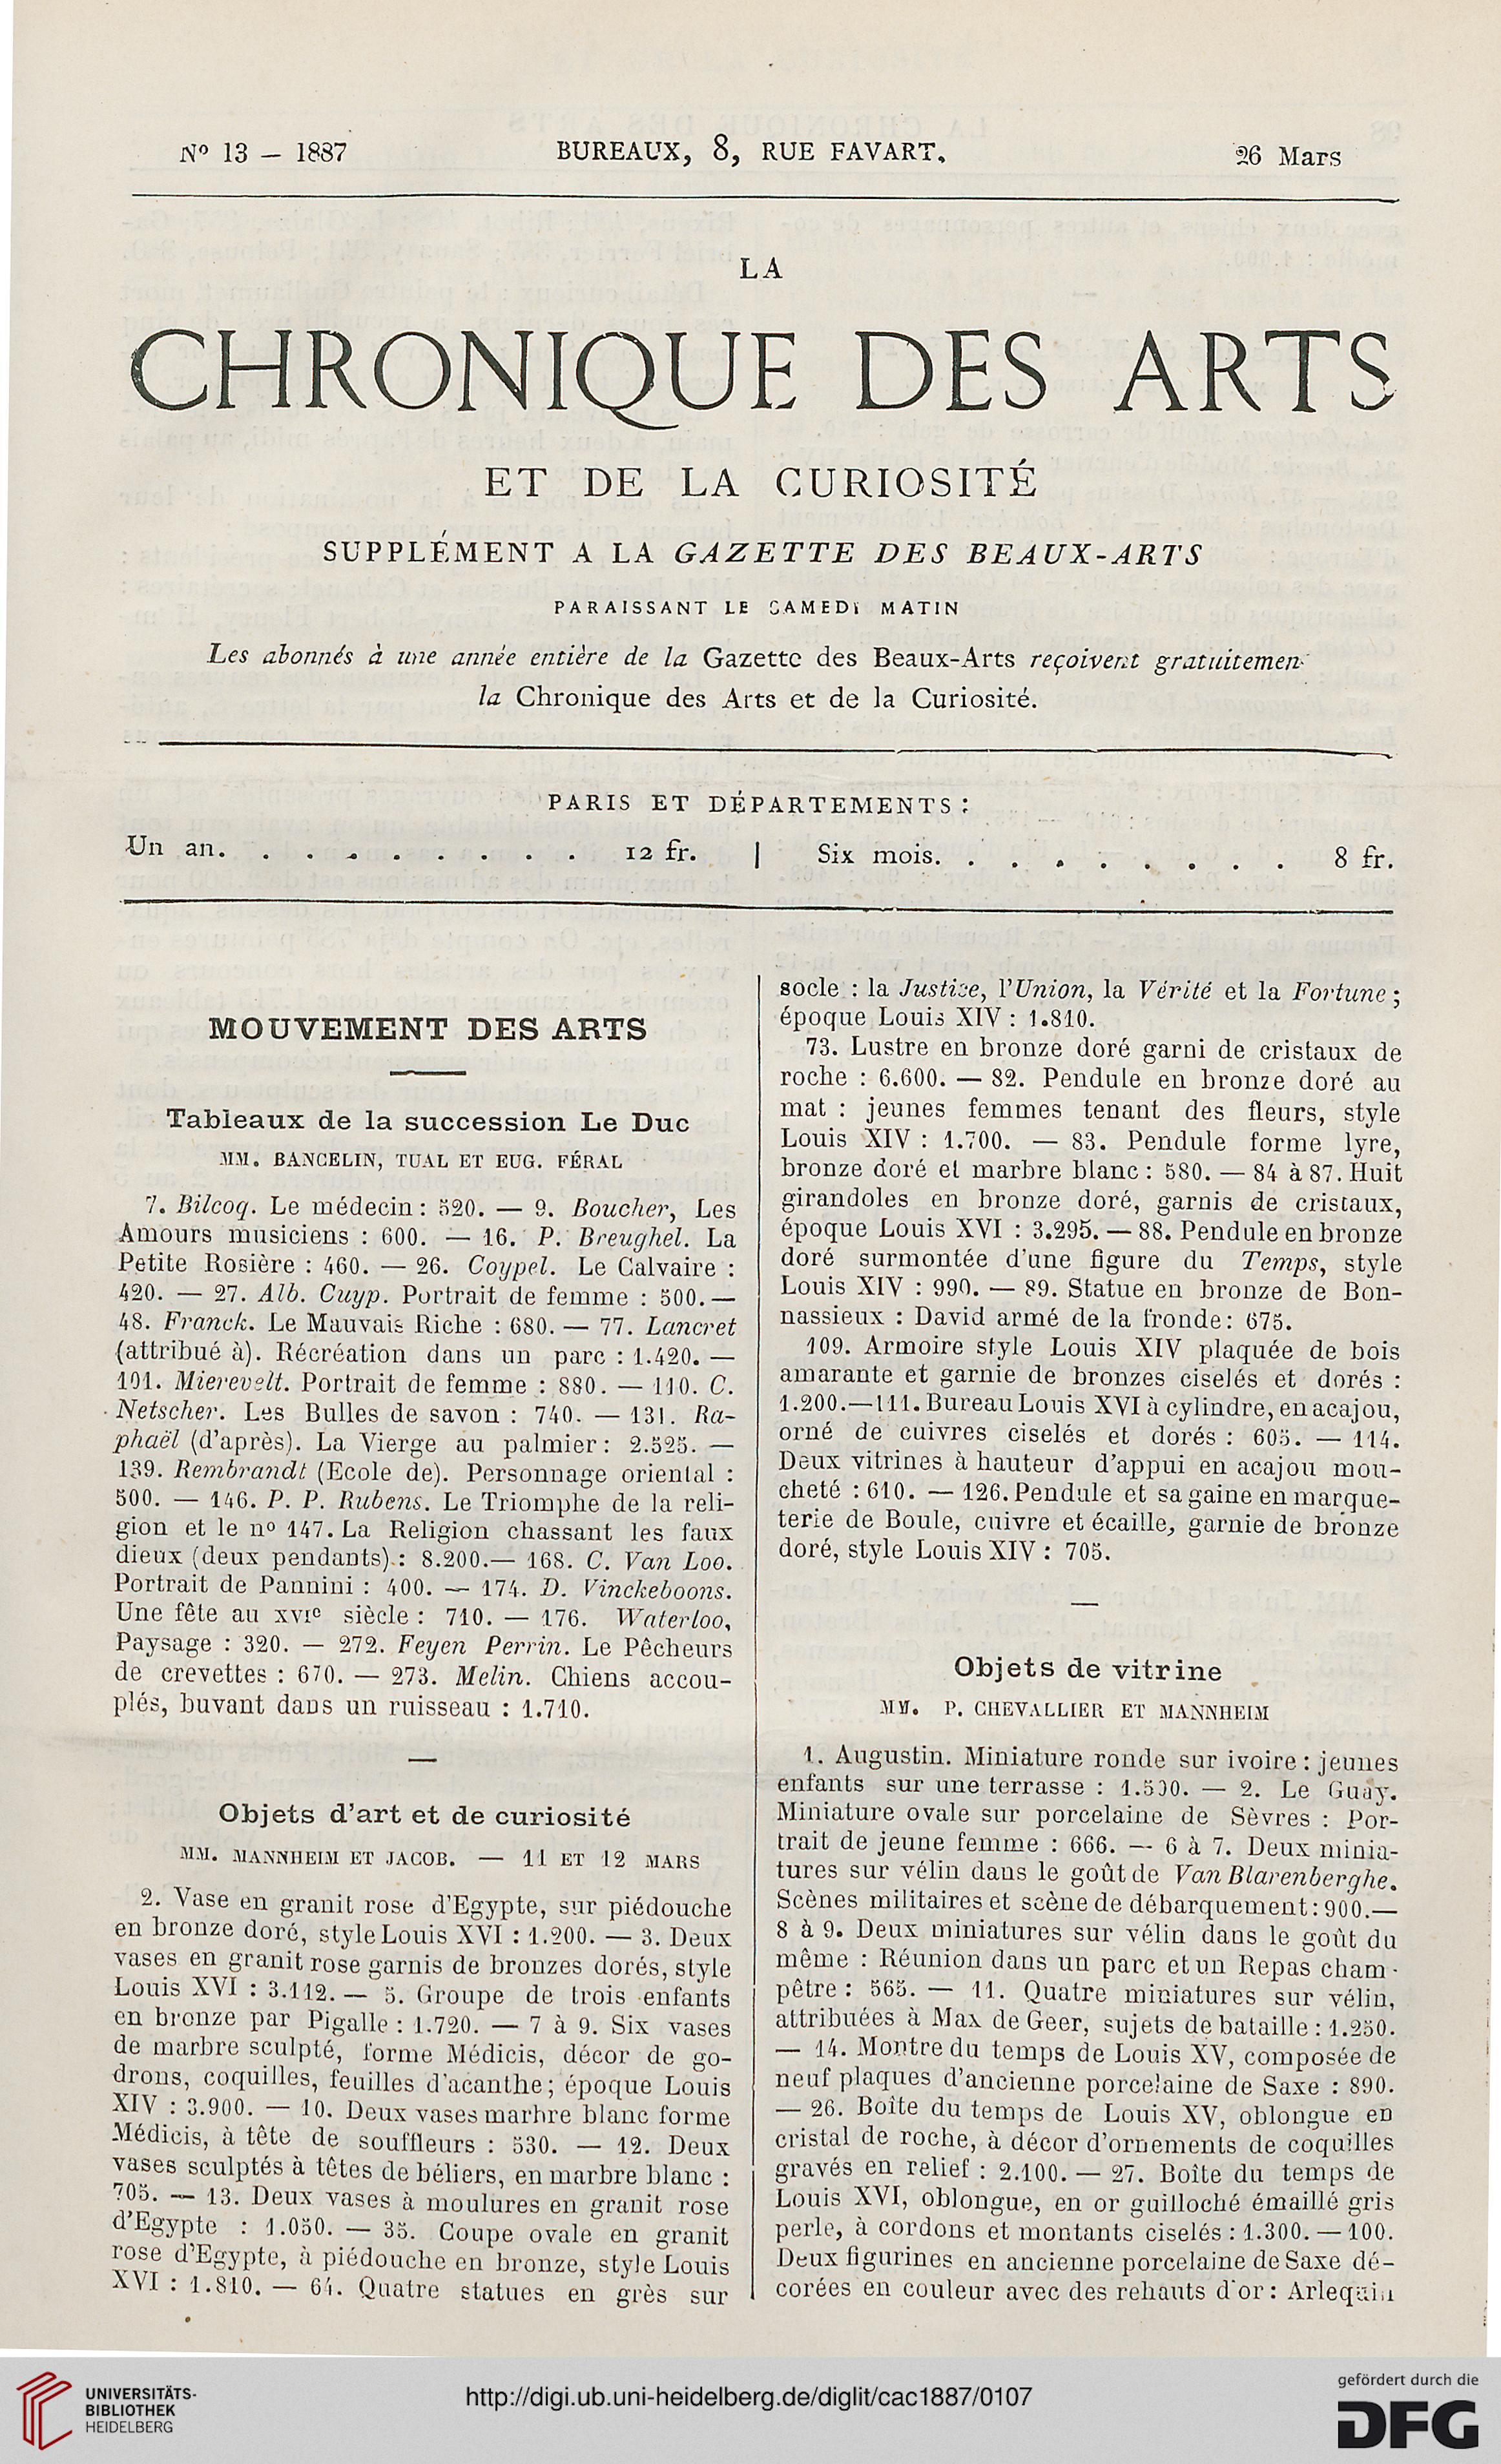 N° 13 — 1887
BUREAUX, 8, RUE FAVART.
26 Mars
LA
CHRONIQUE DES ARTS
ET DE LA CURIOSITÉ
SUPPLÉMENT A LA GAZETTE DES BEAUX-ARTS
PARAISSANT LE SAMEDI MATIN
Les abonnés à une année entière de la Gazette des Beaux-Arts reçoivent gratuitemen
la Chronique des Arts et de la Curiosité.
PARIS ET DÉPARTEMENTS :
Un an. . . . . . . . . . 12 fr. | Six mois. . . . . . . . . 8 fr.
MOUVEMENT DES ARTS
Tableaux de la succession Le Duc
MM. BANCELIN, TUAL ET EUG. FÉRAL
7. Bilcoq. Le médecin : 520. — 9. Boucher, Les
Amours musiciens : 600. — 16. P. Breughel. La
Petite Rosière : 460. — 26. Coypel. Le Calvaire :
420. — 27. Alb. Cuyp. Portrait de femme : 500. —
48. Franck. Le Mauvais Riche : 680. — 77. Lancret
(attribué à). Récréation dans un parc : 1.420. —
101. Mierevelt. Portrait de femme : 880. — 110. C.
Netscher. Les Bulles de savon : 740. — 131. Ra-
phaël (d'après). La Vierge au palmier : 2.525. —
139. Rembrandt (Ecole de). Personnage oriental :
500. — 146. P. P. Rubens. Le Triomphe de la reli-
gion et le n° 147. La Religion chassant les faux
dieux (deux pendants) : 8.200. — 168. C. Van Loo.
Portrait de Pannini : 400. — 174. D. Vinckeboons.
Une fête au XVIe siècle : 710. — 176. Waterloo,
Paysage : 320. — 272. Feyen Perrin. Le Pêcheurs
de crevettes : 670. — 273. Melin. Chiens accou-
plés, buvant dans un ruisseau : 1.710.
Objets d'art et de curiosité
MM. MANNHEIM ET JACOB. — 11 ET 12 MARS
2. Vase en granit rose d'Egypte, sur piédouche
en bronze doré, style Louis XVI : 1.200. — 3. Deux
vases en granit rose garnis de bronzes dorés, style
Louis XVI : 3.112. — 5. Groupe de trois enfants
en bronze par Pigalle : 1.720. — 7 à 9. Six vases
de marbre sculpté, forme Médicis, décor de go-
drons, coquilles, feuilles d'acanthe; époque Louis
XIV : 3.900. — 10. Deux vases marbre blanc forme
Médicis, à tête de souffleurs : 530. — 12. Deux
vases sculptés à têtes de béliers, en marbre blanc :
705. — 13. Deux vases à moulures en granit rose
d'Egypte : 1.050. — 35. Coupe ovale en granit
rose d'Egypte, à piédouche en bronze, style Louis
XVI : 1.810. — 64. Quatre statues en grès sur
socle : la Justice, l'Union, la Vérité et la Fortune ;
époque Louis XIV : 1.810.
73. Lustre en bronze doré garni de cristaux de
roche : 6.600. — 82. Pendule en bronze doré au
mat : jeunes femmes tenant des fleurs, style
Louis XIV : 1.700. — 83. Pendule forme lyre,
bronze doré et marbre blanc : 580. — 84 à 87. Huit
girandoles en bronze doré, garnis de cristaux,
époque Louis XVI : 3.295. — 88. Pendule en bronze
doré surmontée d'une figure du Temps, style
Louis XIV : 990. — 89. Statue en bronze de Bon-
nassieux : David armé de la fronde : 675.
109. Armoire style Louis XIV plaquée de bois
amarante et garnie de bronzes ciselés et dorés :
1.200. — 111. Bureau Louis XVI à cylindre, en acajou,
orné de cuivres ciselés et dorés : 605. — 114.
Deux vitrines à hauteur d'appui en acajou mou-
cheté : 610. — 126. Pendule et sa gaine en marque-
terie de Boule, cuivre et écaille, garnie de bronze
doré, style Louis XIV : 705.
Objets de vitrine
MM. P. CHEVALLIER ET MANNHEIM
1. Augustin. Miniature ronde sur ivoire : jeunes
enfants sur une terrasse : 1.500. — 2. Le Guay.
Miniature ovale sur porcelaine de Sèvres : Por-
trait de jeune femme : 666. — 6 à 7. Deux minia-
tures sur vélin dans le goût de Van Blarenberghe.
Scènes militaires et scène de débarquement : 900. —
8 à 9. Deux miniatures sur vélin dans le goût du
même : Réunion dans un parc et un Repas cham-
pêtre : 565. — 11. Quatre miniatures sur vélin,
attribuées à Max de Geer, sujets de bataille : 1.250.
— 14. Montre du temps de Louis XV, composée de
neuf plaques d'ancienne porcelaine de Saxe : 890.
— 26. Boîte du temps de Louis XV, oblongue en
cristal de roche, à décor d'ornements de coquilles
gravés en relief : 2.100. — 27. Boîte du temps de
Louis XVI, oblongue, en or guilloché émaillé gris
perle, à cordons et montants ciselés : 1.300. — 100.
Deux figurines en ancienne porcelaine de Saxe dé-
corées en couleur avec des rehauts d'or : Arlequin
UNIVERSITÄTS-
BIBLIOTHEK
HEIDELBERG
http://digi.ub.uni-heidelberg.de/diglit/cac1887/0107
gefördert durch die
DFG